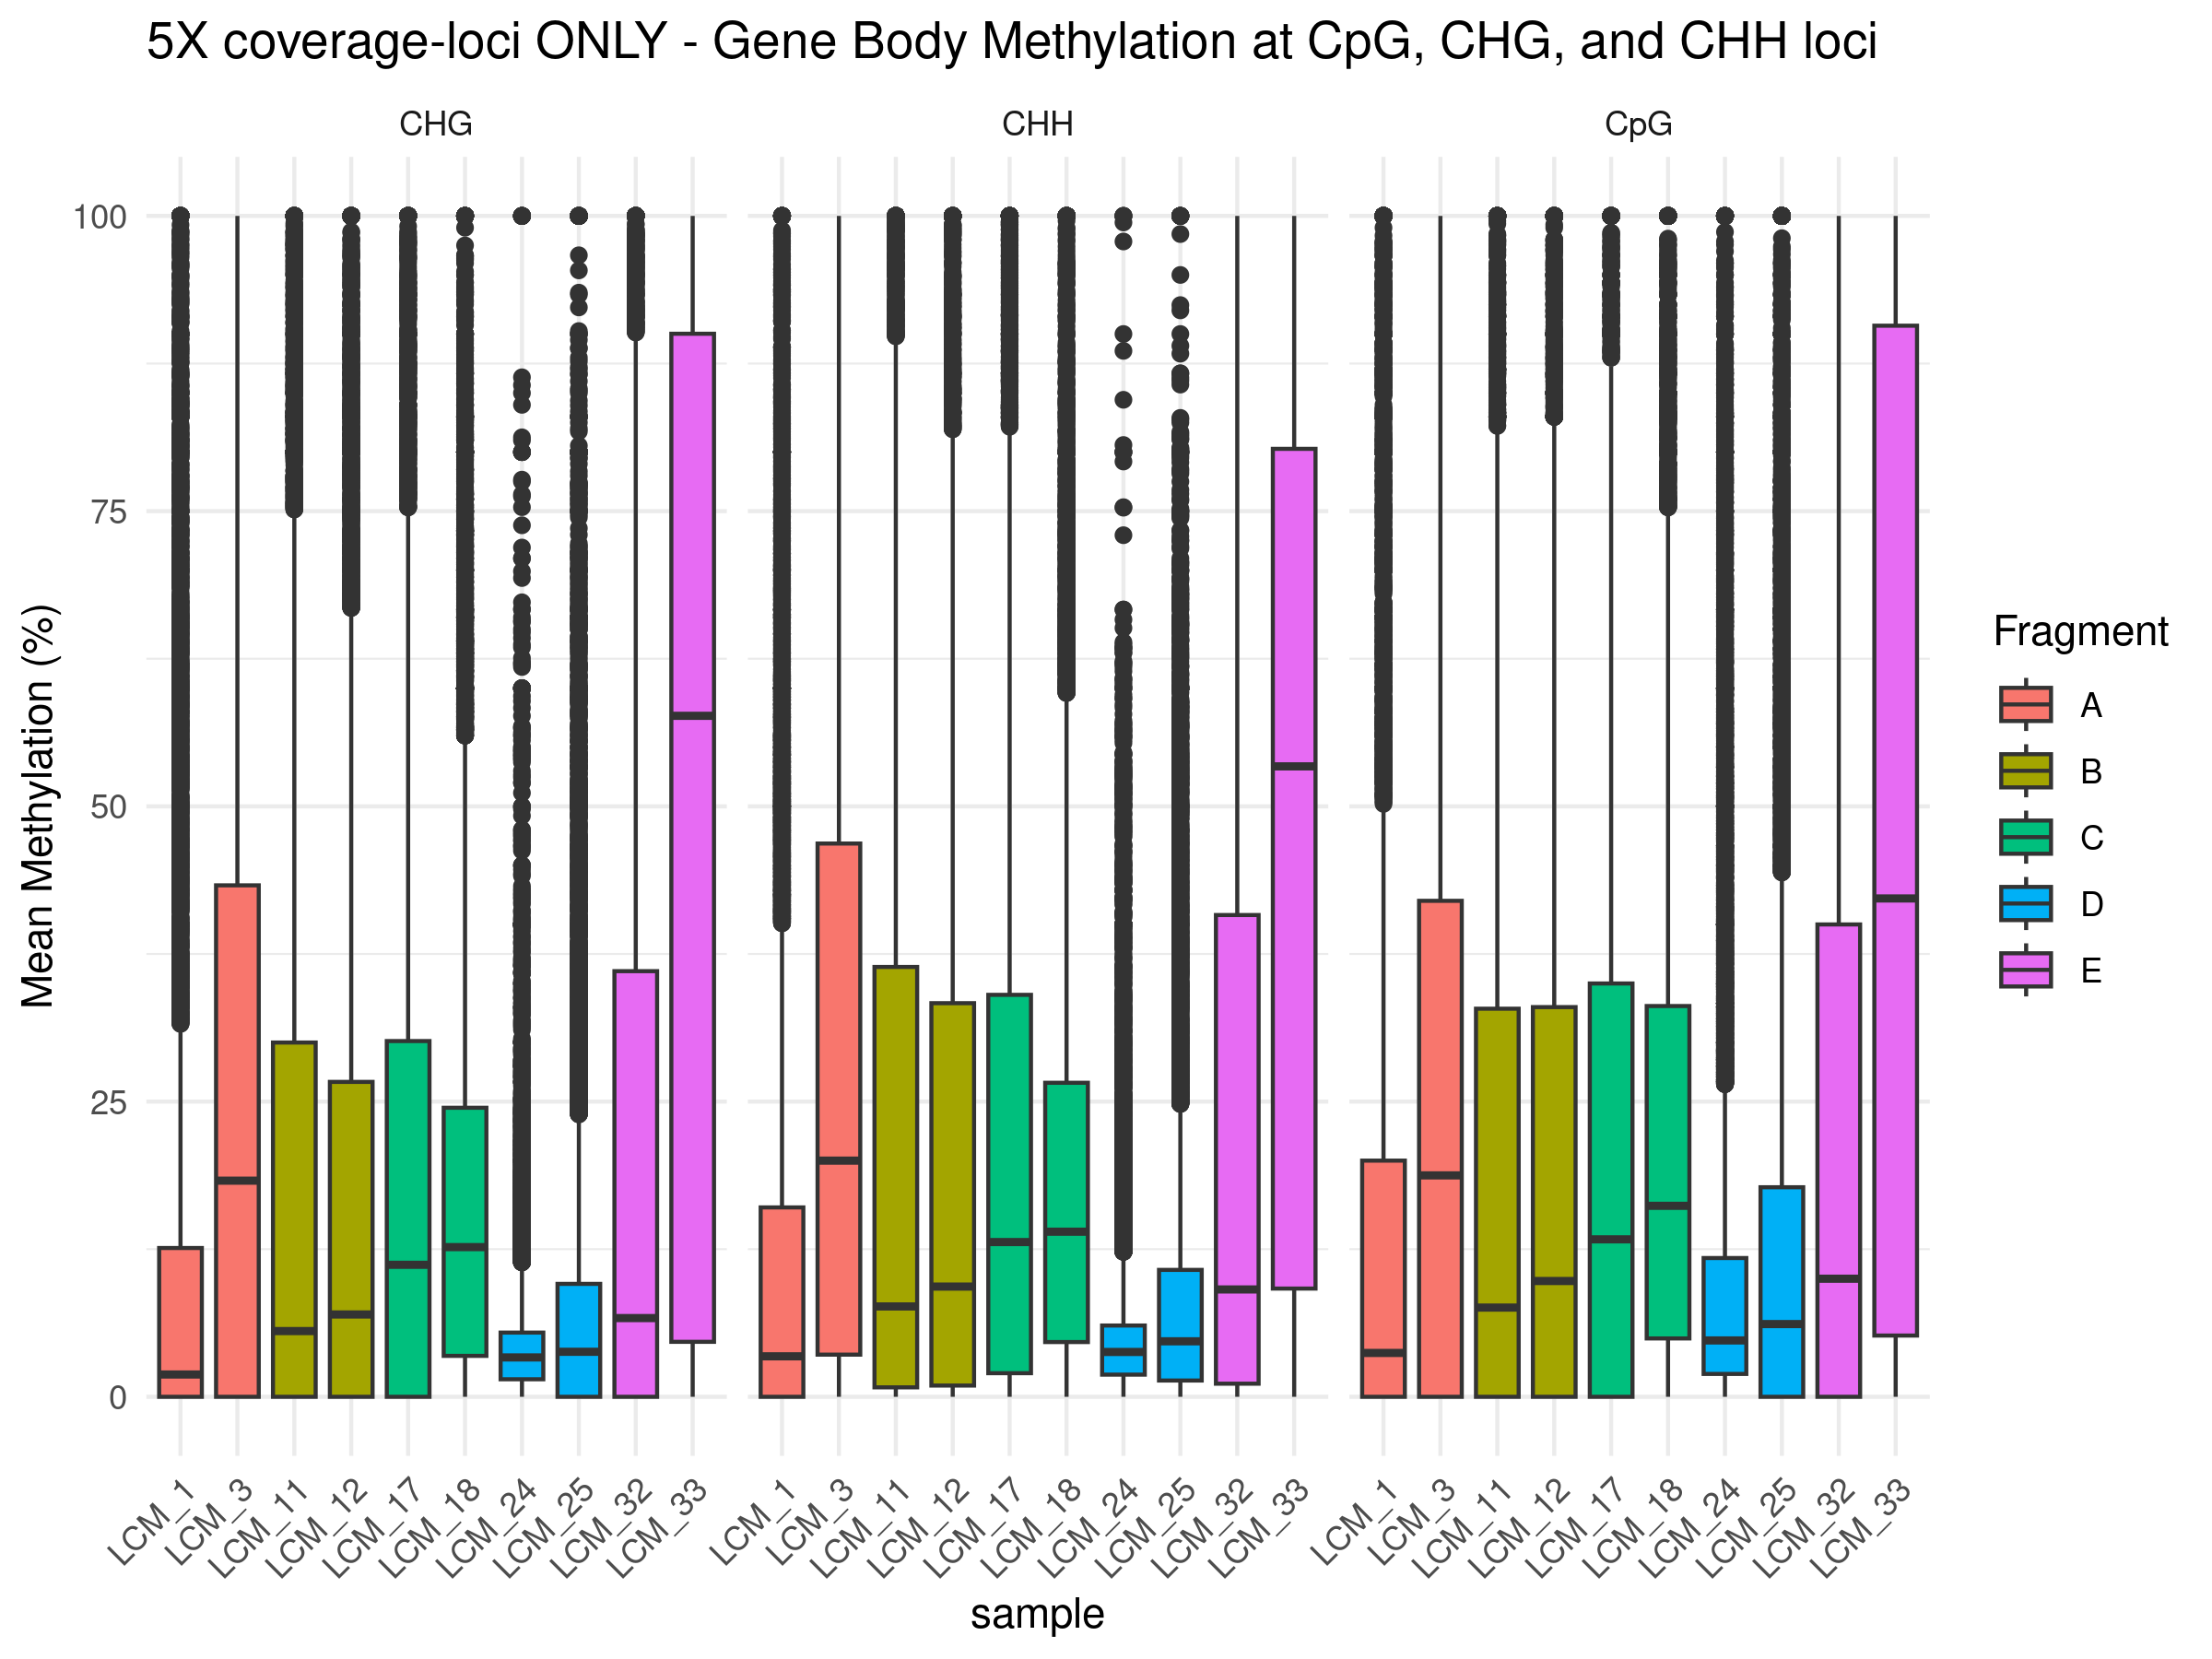 5X coverage-loci ONLY - Gene Body Methylation at CpG, CHG, and CHH loci
CHG
CHH
CpG
Mean Methylation (%)
100
75
50
25
0
LCM_1
LCM_3
LCM_11
LCM_12
LCM_17
LCM_18
LCM_24
LCM_25
LCM_32
LCM_33
LCM_1
LCM_3
LCM_11
LCM_12
LCM_17
LCM_18
LCM_24
LCM_25
LCM_32
LCM_33
LCM_1
LCM_3
LCM_11
LCM_12
LCM_17
LCM_18
LCM_24
LCM_25
LCM_32
LCM_33
sample
Fragment
A
B
C
D
E